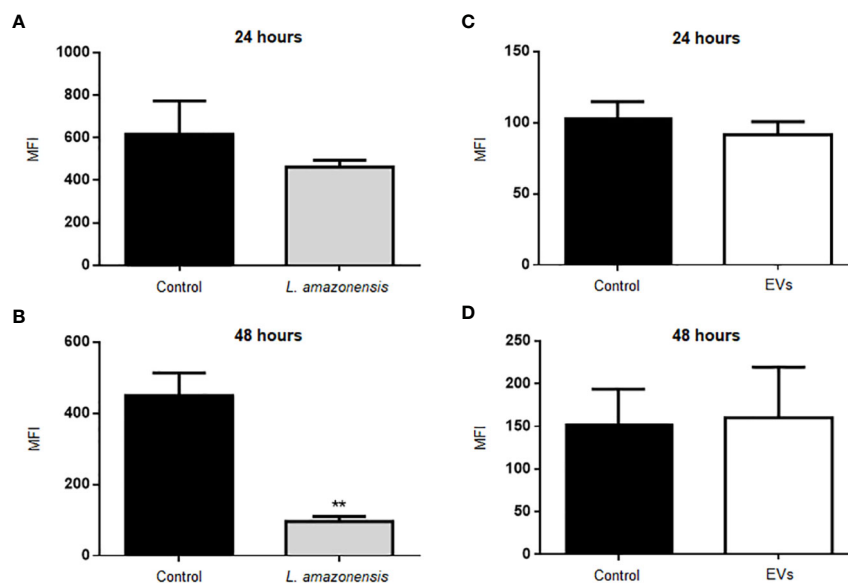 A
24 hours
1000
800
600
400
200
0
MFI
Control
L. amazonensis
B
48 hours
600
400
200
0
MFI
**
Control
L. amazonensis
C
24 hours
150
100
50
0
MFI
Control
EVs
D
48 hours
250
200
150
100
50
0
MFI
Control
EVs